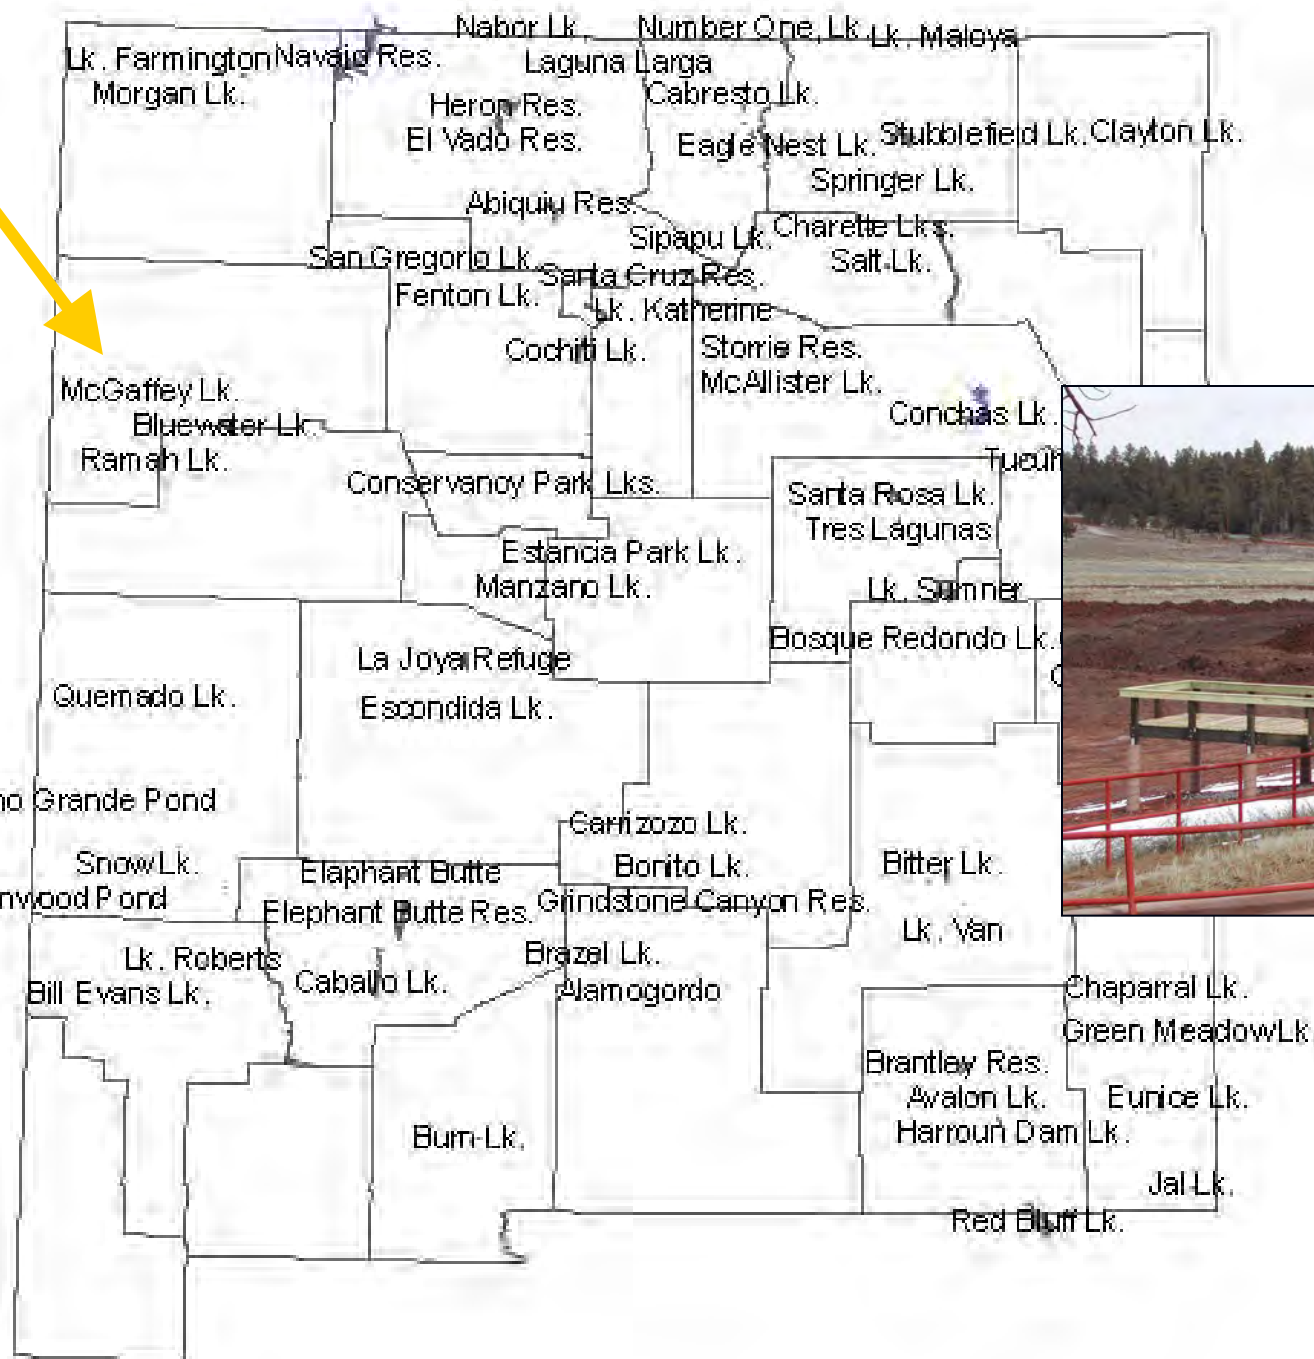 Nabor Lk. Number One, Lk. Lk. Maloya
Lk. Farmington Navajo Res. Laguna Larga
Morgan Lk. Heron Res. Cabresto Lk.
El Vado Res. Eagle Nest Lk. Stubblefield Lk. Clayton Lk.
Springer Lk.
Abiquiu Res.
Sipapu Lk. Charette Lks.
San Gregorio Lk. Santa Cruz Res. Salt Lk.
Fenton Lk. Lk. Katherine
Cochiti Lk. Storrie Res.
McGaffey Lk. McAllister Lk.
Bluewater Lk. Conchas Lk.
Ramah Lk.
Conservancy Park Lks. Santa Rosa Lk.
Tres Lagunas
Estancia Park Lk.
Manzano Lk. Lk. Sumner
Bosque Redondo Lk.
La Joya Refuge
Quemado Lk. Escondida Lk.
Grande Pond
Carrizozo Lk.
Snow Lk. Elaphant Butte Bonito Lk. Bitter Lk.
Pond Elephant Butte Res. Grindstone Canyon Res.
Lk. Van
Lk. Roberts Brazel Lk.
Bill Evans Lk. Caballo Lk. Alamogordo Chaparral Lk.
Green Meadow Lk
Brantley Res.
Avalon Lk. Eunice Lk.
Burn Lk. Harroun Dam Lk.
Jal Lk.
Red Bluff Lk.